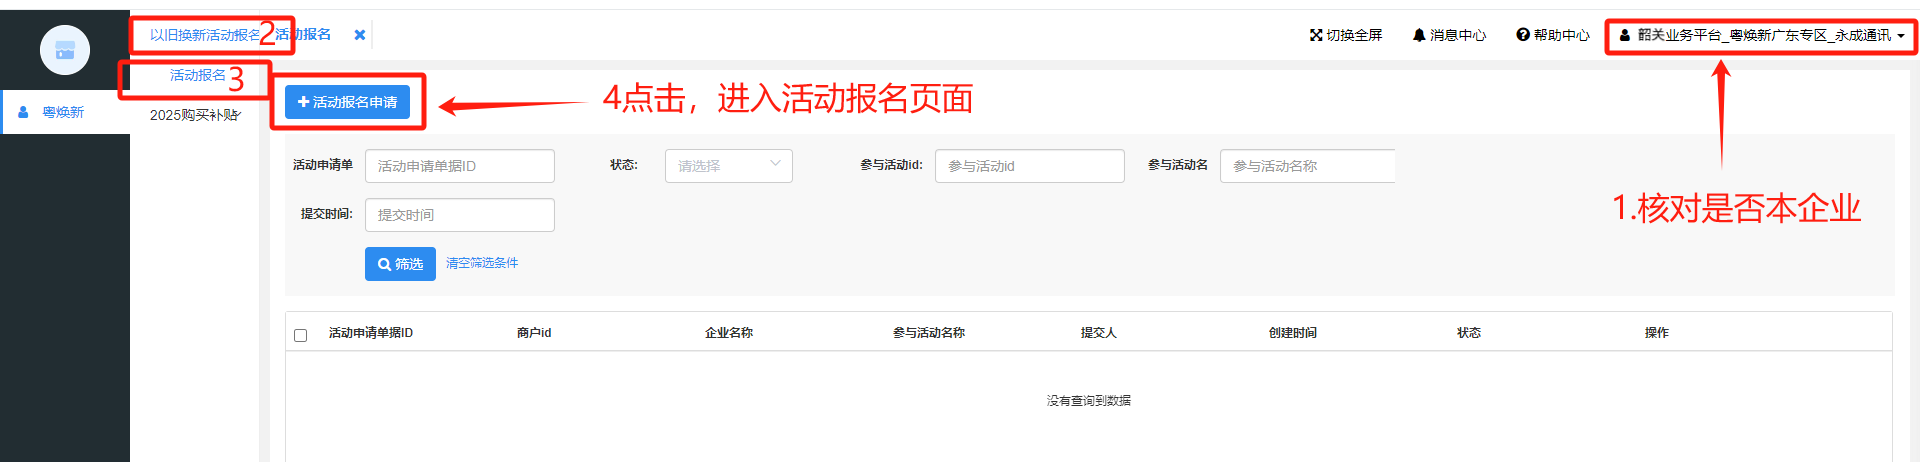 以旧换新活动报名
2
活动报名
切换全屏
消息中心
帮助中心
韶关业务平台_粤焕新广东专区_永成通讯
活动报名
3
粤焕新
2025购买补贴
活动报名申请
4点击，进入活动报名页面
1.核对是否本企业
活动申请单
活动申请单据ID
状态:
请选择
参与活动id:
参与活动id
参与活动名
参与活动名称
提交时间:
提交时间
筛选
清空筛选条件
活动申请单据ID
商户id
企业名称
参与活动名称
提交人
创建时间
状态
操作
没有查询到数据